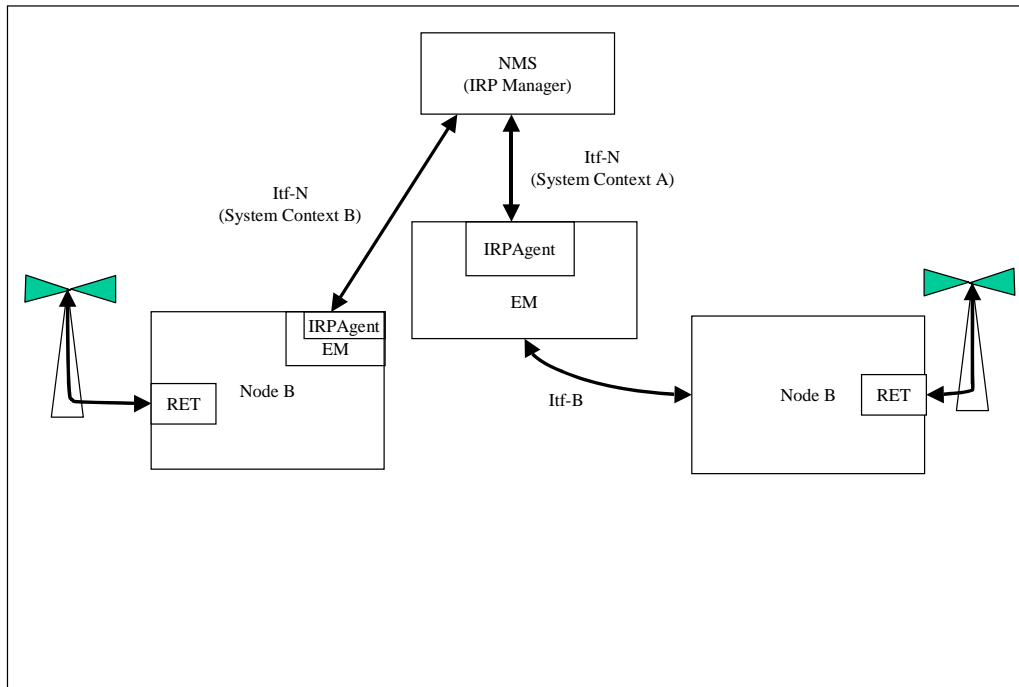 NMS
(IRP Manager)
Itf-N
(System Context B)
Itf-N
(System Context A)
IRPAgent
EM
IRPAgent
EM
Node B
RET
Itf-B
Node B
RET